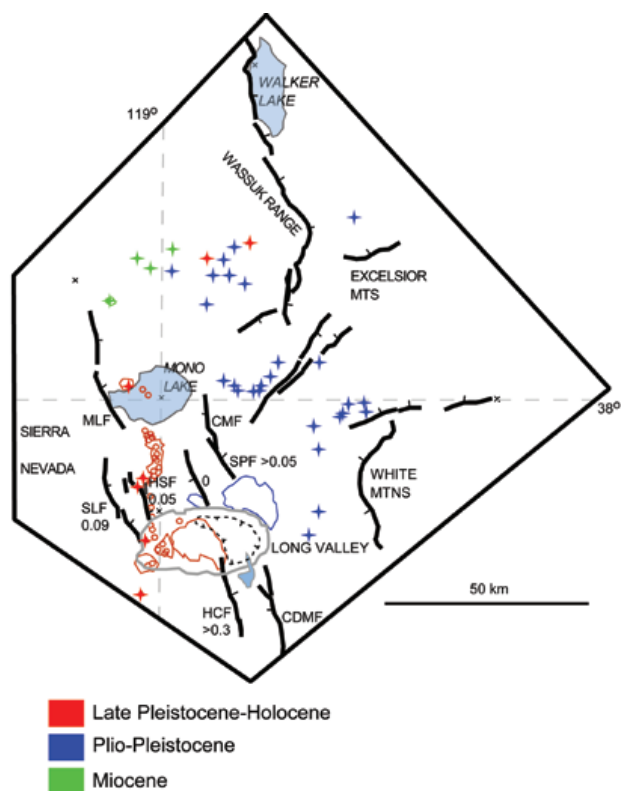 WALKER
LAKE
119º
WASSUK RANGE
EXCELSIOR
MTS
MONO
LAKE
38º
MLF
CMF
SIERRA
NEVADA
SPF >0.05
HSF
0.05
0
SLF
0.09
WHITE
MTNS
LONG VALLEY
50 km
HCF
>0.3
CDMF
Late Pleistocene-Holocene
Plio-Pleistocene
Miocene